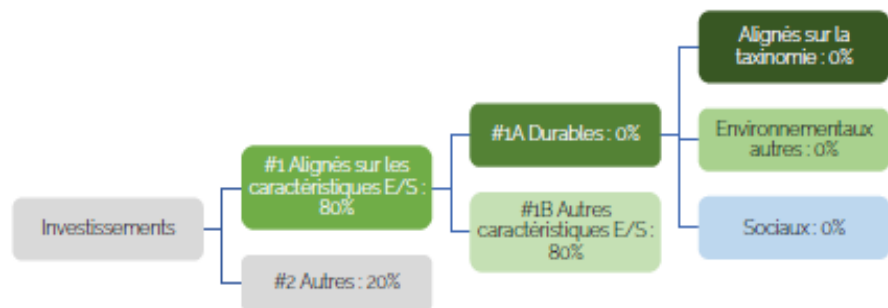 Alignés sur la
taxinomie : 0%
#1A Durables : 0%
Environnementaux
autres : 0%
#1 Alignés sur les
caractéristiques E/S :
80%
#1B Autres
caractéristiques E/S :
80%
Investissements
Sociaux : 0%
#2 Autres : 20%